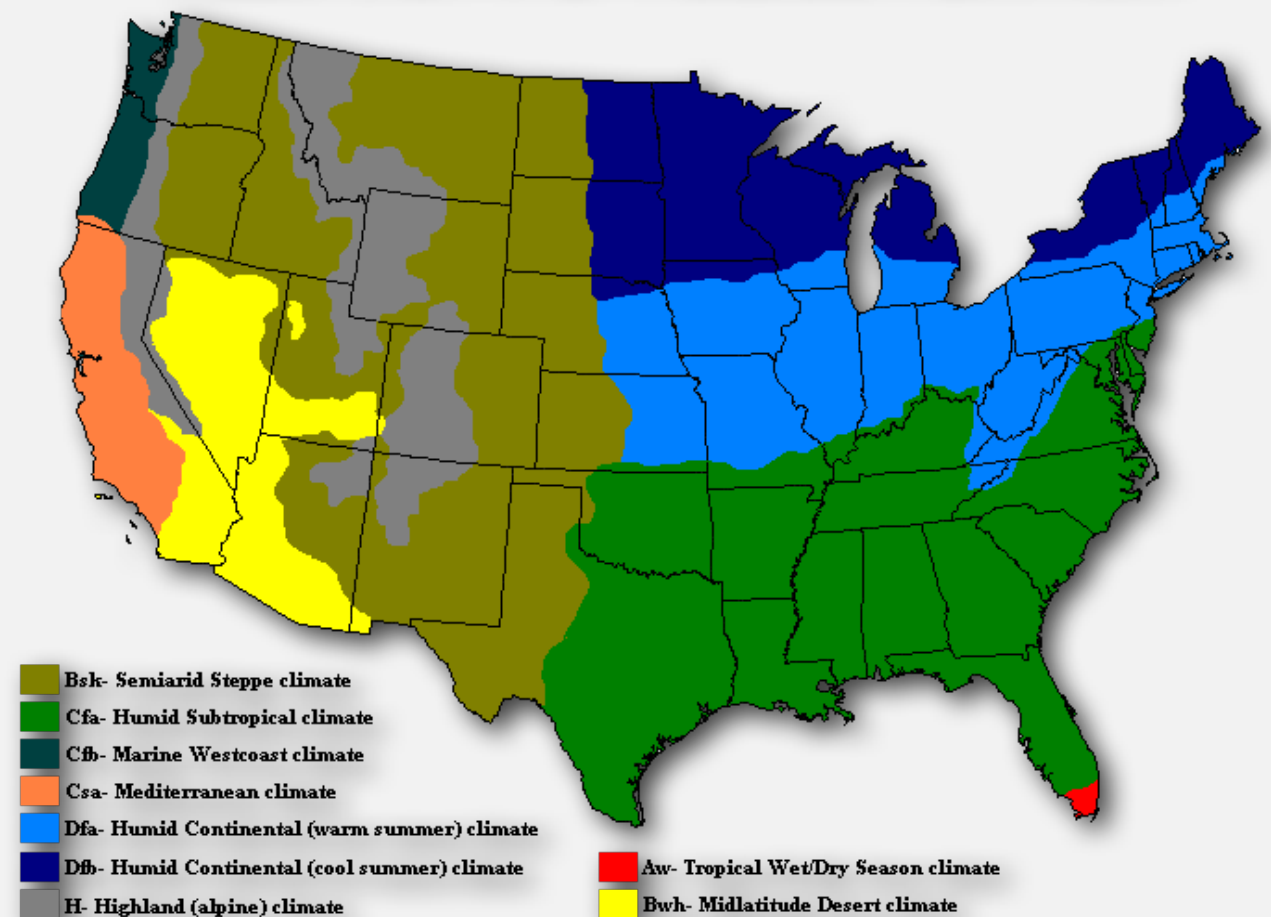 Bsk- Semiarid Steppe climate
Cfa- Humid Subtropical climate
Cfb- Marine Westcoast climate
Csa- Mediterranean climate
Dfa- Humid Continental (warm summer) climate
Dfb- Humid Continental (cool summer) climate
H- Highland (alpine) climate
Aw- Tropical Wet/Dry Season climate
Bwh- Midlatitude Desert climate